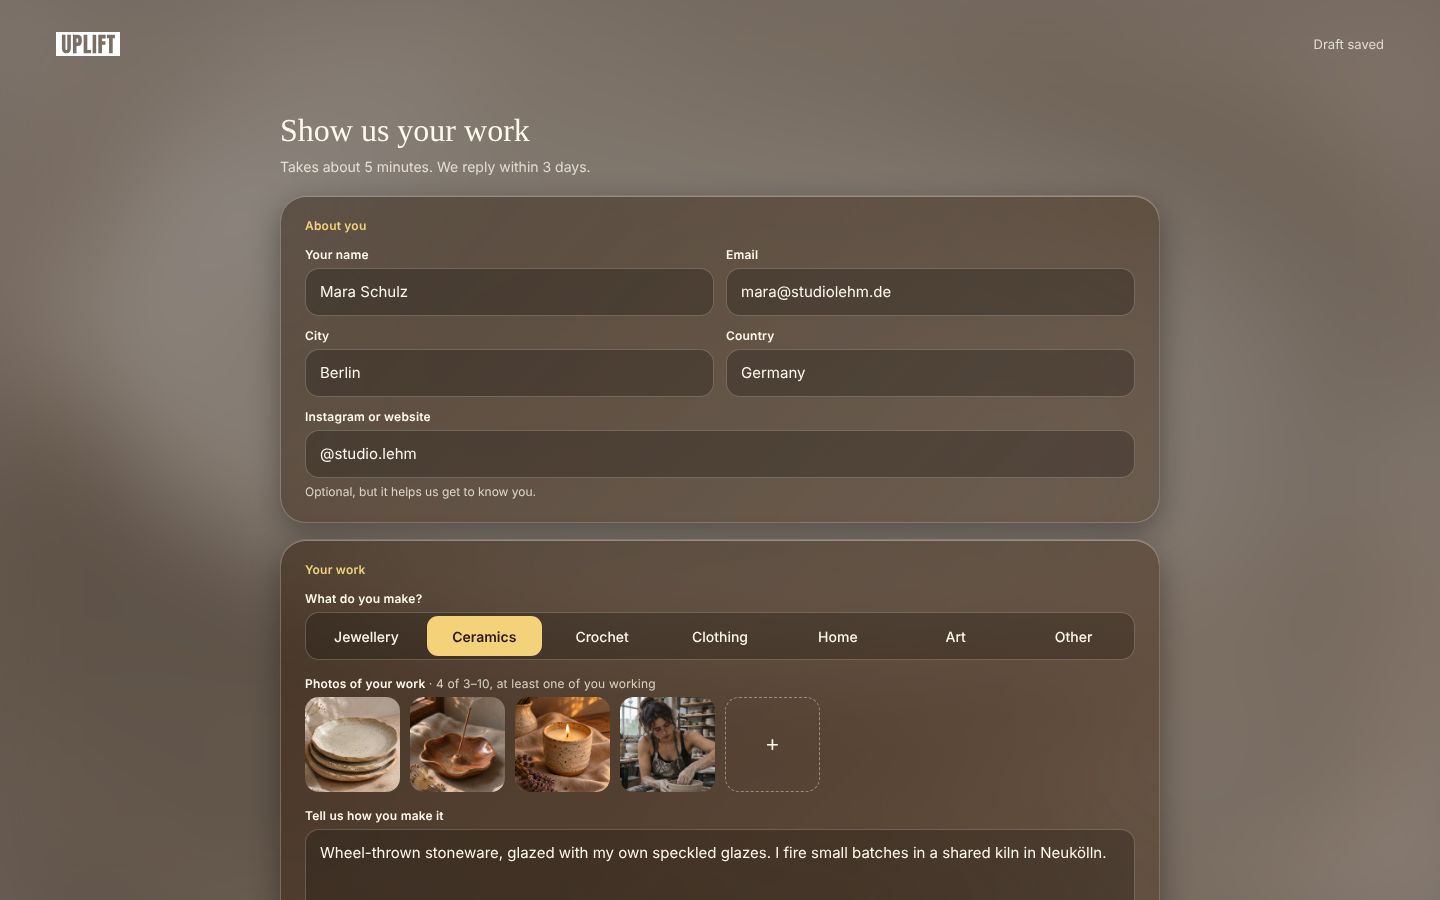 UPLIFT
Draft saved
Show us your work
Takes about 5 minutes. We reply within 3 days.
About you
Your name
Email
Mara Schulz
mara@studiolehm.de
City
Country
Berlin
Germany
Instagram or website
@studio.lehm
Optional, but it helps us get to know you.
Your work
What do you make?
Jewellery Ceramics Crochet Clothing Home Art Other
Photos of your work · 4 of 3–10, at least one of you working
+
Tell us how you make it
Wheel-thrown stoneware, glazed with my own speckled glazes. I fire small batches in a shared kiln in Neukölln.